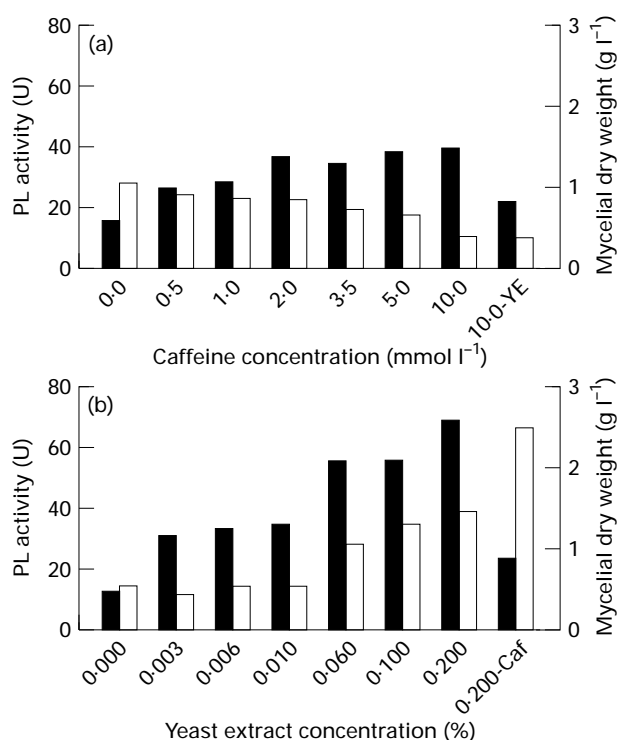 (a)
PL activity (U)
80
60
40
20
0
Mycelial dry weight (g l⁻¹)
3
2
1
0
0·0 0·5 1·0 2·0 3·5 5·0 10·0 10·0-YE
Caffeine concentration (mmol l⁻¹)
(b)
PL activity (U)
80
60
40
20
0
Mycelial dry weight (g l⁻¹)
3
2
1
0
0·000 0·003 0·006 0·010 0·060 0·100 0·200 0·200-Caf
Yeast extract concentration (%)